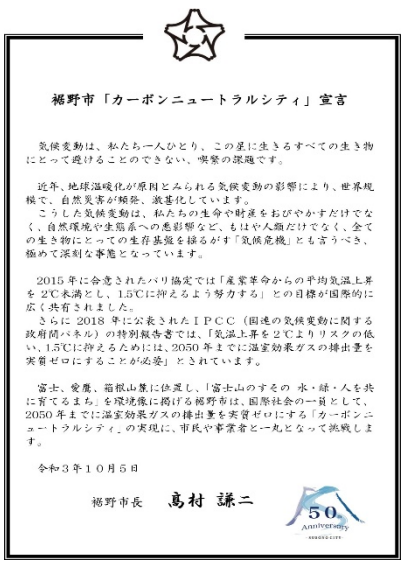 裾野市「カーボンニュートラルシティ」宣言
気候変動は、私たち一人ひとり、この星に生きるすべての生き物
にとって避けることのできない、喫緊の課題です。
近年、地球温暖化が原因とみられる気候変動の影響により、世界規
模で、自然災害が頻発、激甚化しています。
こうした気候変動は、私たちの生命や財産をおびやかすだけでな
く、自然環境や生態系への悪影響など、もはや人類だけでなく、全て
の生き物にとっての生存基盤を揺るがす「気候危機」とも言うべき、
極めて深刻な事態となっています。
2015年に合意されたパリ協定では「産業革命からの平均気温上昇
を2℃未満とし、1.5℃に抑えるよう努力する」との目標が国際的に
広く共有されました。
さらに2018年に公表されたIPCC（国連の気候変動に関する
政府間パネル）の特別報告書では、「気温上昇を2℃よりリスクの低
い、1.5℃に抑えるためには、2050年までに温室効果ガスの排出量を
実質ゼロにすることが必要」とされています。
富士、愛鷹、箱根山麓に位置し、「富士山のすその 水・緑・人を共
に育てるまち」を環境像に掲げる裾野市は、国際社会の一員として、
2050年までに温室効果ガスの排出量を実質ゼロにする「カーボンニ
ュートラルシティ」の実現に、市民や事業者と一丸となって挑戦しま
す。
令和3年10月5日
裾野市長 髙村 謙二
50th
Anniversary
SUSONO CITY